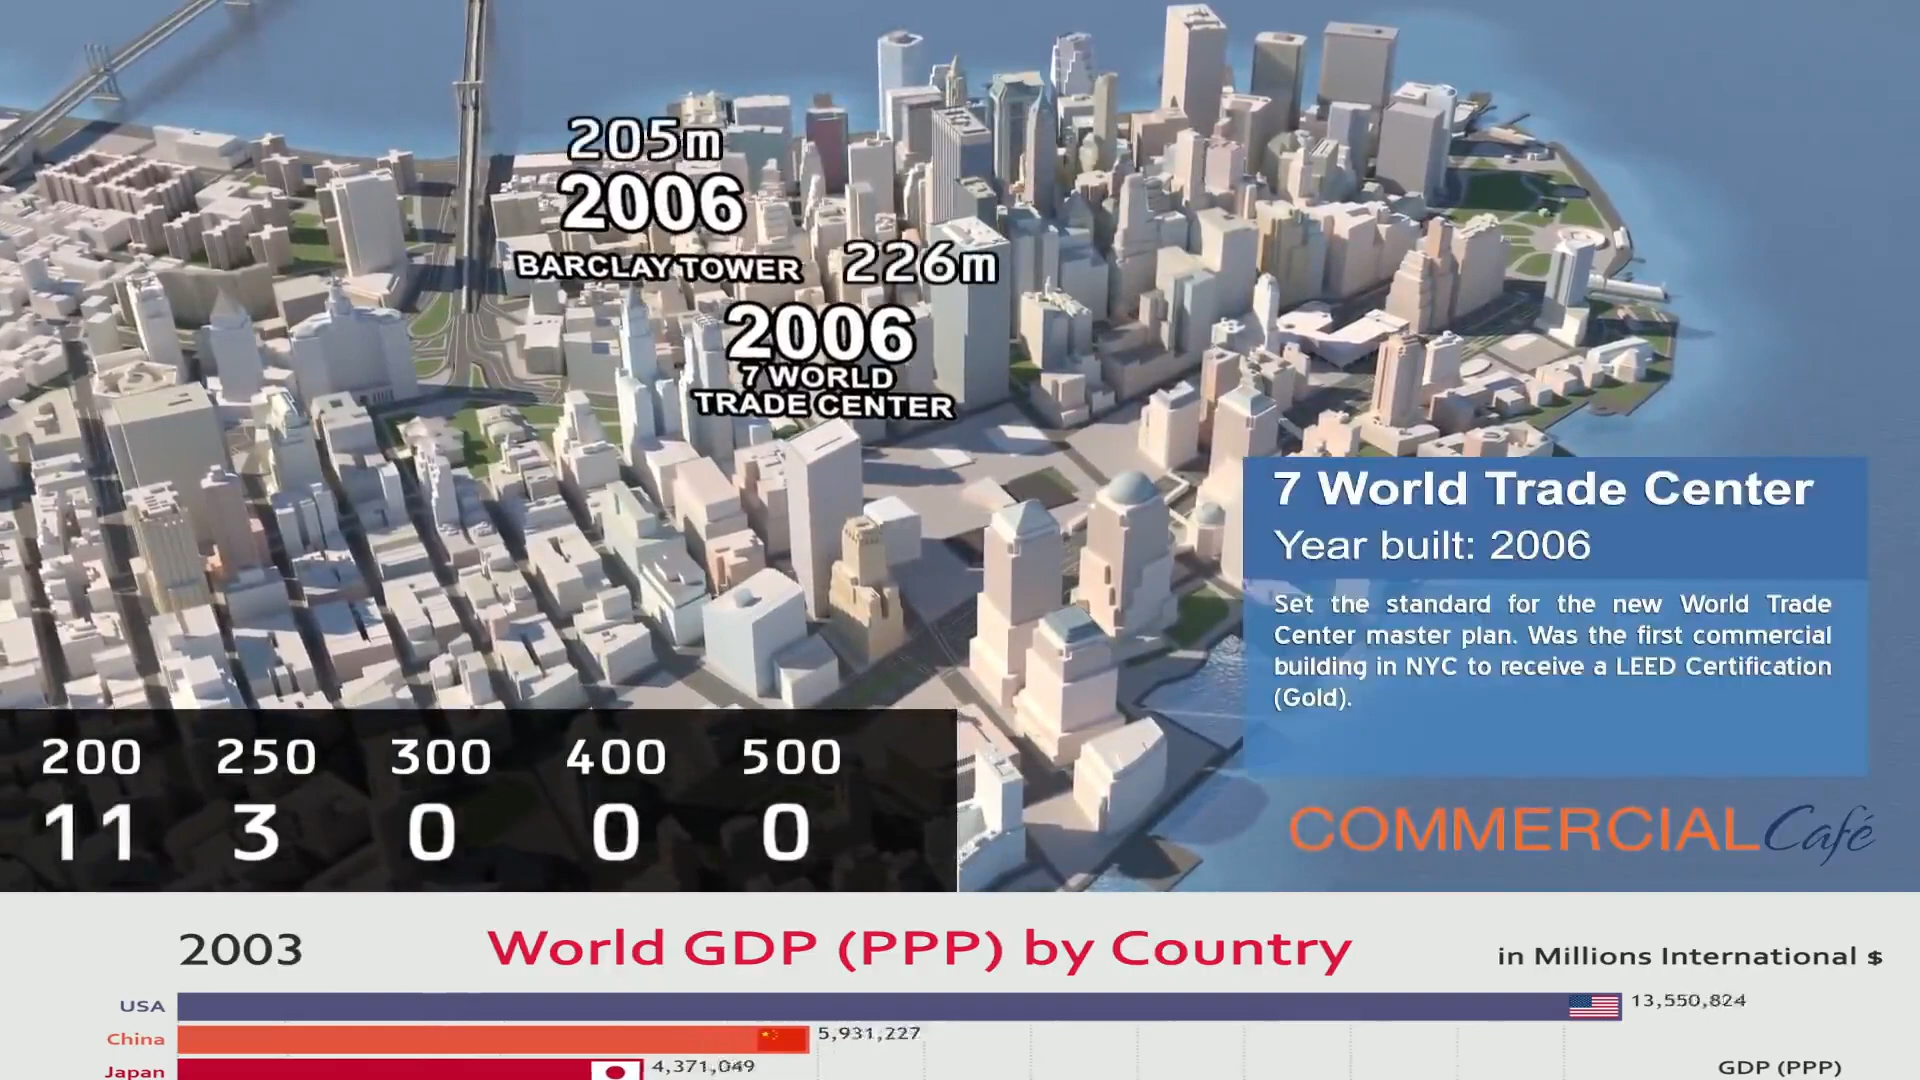 205m
2006
BARCLAY TOWER
226m
2006
7 WORLD
TRADE CENTER
7 World Trade Center
Year built: 2006
Set the standard for the new World Trade
Center master plan. Was the first commercial
building in NYC to receive a LEED Certification
(Gold).
200 250 300 400 500
11 3 0 0 0
COMMERCIALCafé
2003
World GDP (PPP) by Country
in Millions International $
USA 13,550,824
China 5,931,227
Japan 4,371,049
GDP (PPP)